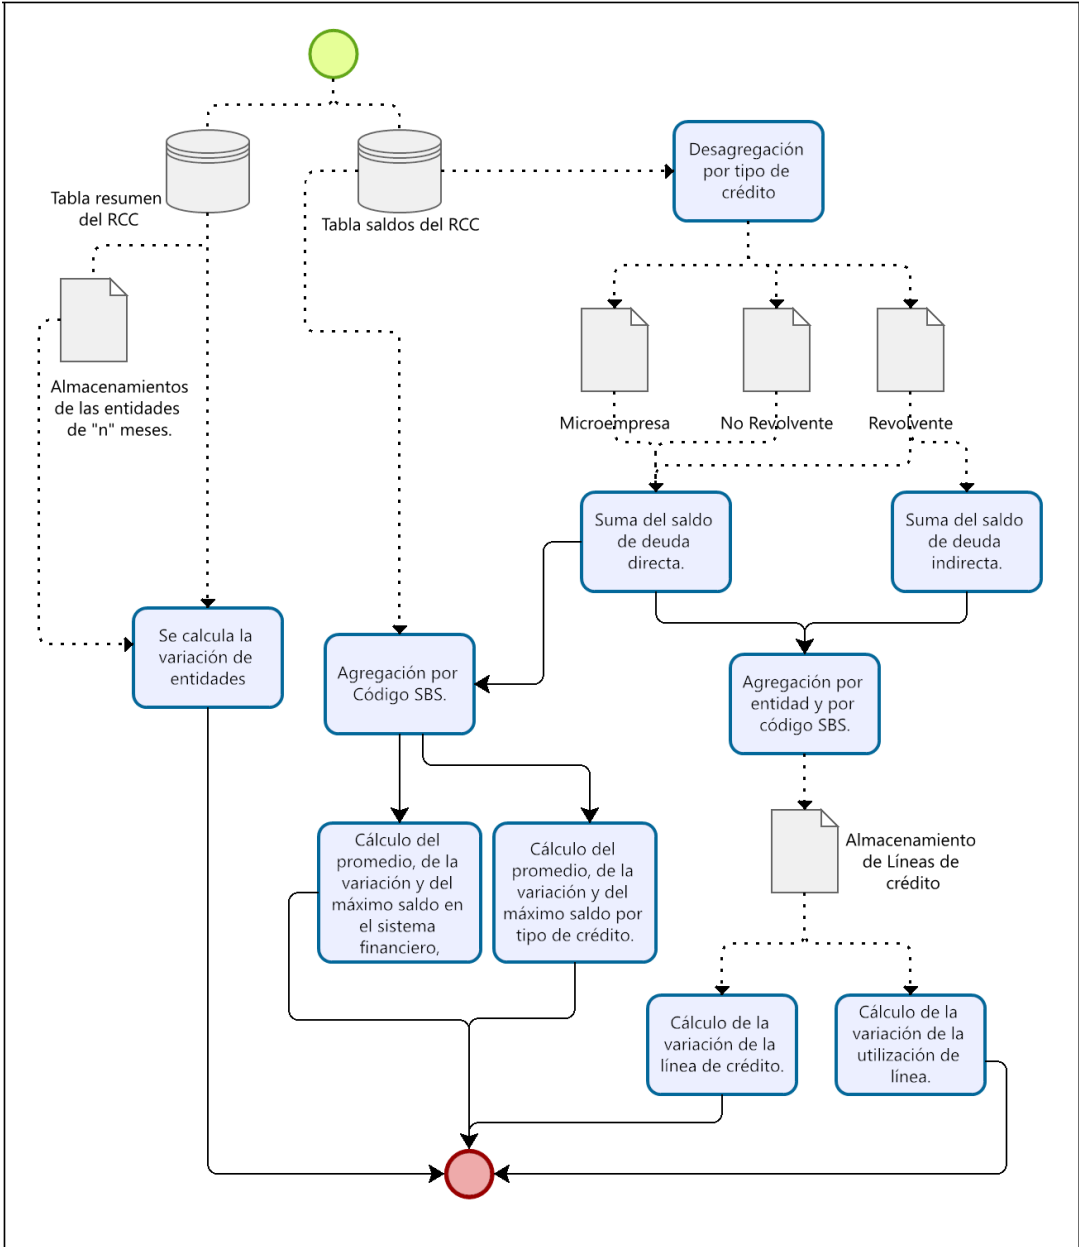 Desagregación
por tipo de
crédito
Tabla resumen
del RCC
Tabla saldos del RCC
Almacenamientos
de las entidades
de "n" meses.
Microempresa
No Revolvente
Revolvente
Suma del saldo
de deuda
directa.
Suma del saldo
de deuda
indirecta.
Se calcula la
variación de
entidades
Agregación por
Código SBS.
Agregación por
entidad y por
código SBS.
Cálculo del
promedio, de la
variación y del
máximo saldo en
el sistema
financiero,
Cálculo del
promedio, de la
variación y del
máximo saldo por
tipo de crédito.
Almacenamiento
de Líneas de
crédito
Cálculo de la
variación de la
línea de crédito.
Cálculo de la
variación de la
utilización de
línea.